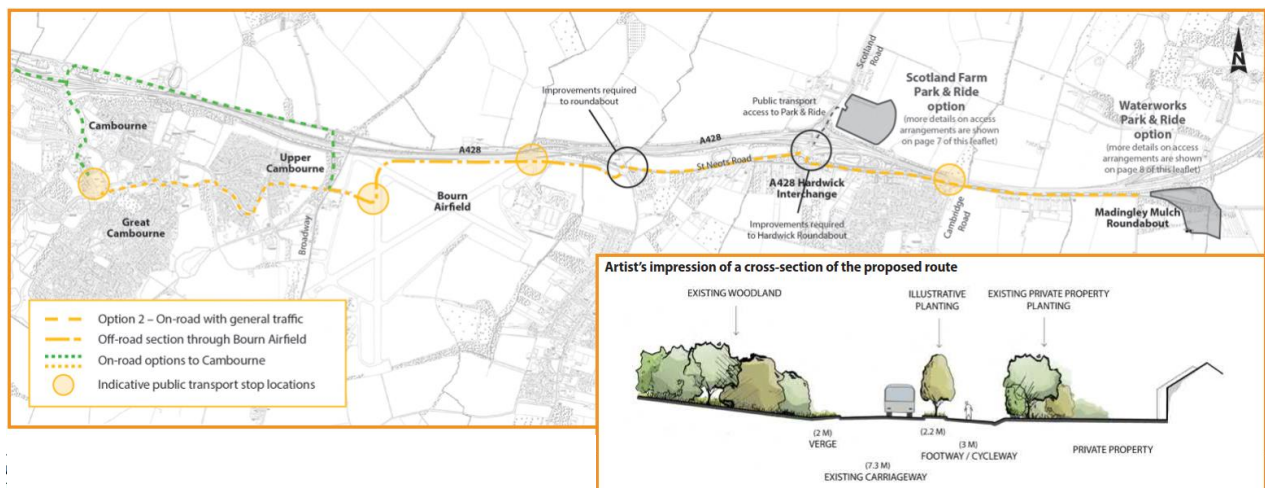 Improvements required
to roundabout
Scotland
Road
Public transport
access to Park & Ride
Scotland Farm
Park & Ride
option
(more details on access
arrangements are shown
on page 7 of this leaflet)
Waterworks
Park & Ride
option
(more details on access
arrangements are shown
on page 8 of this leaflet)
N
Cambourne
Upper
Cambourne
A428
A428
St Neots Road
Bourn
Airfield
A428 Hardwick
Interchange
Great
Cambourne
Broadway
Improvements required
to Hardwick Roundabout
Cambridge
Road
Madingley Mulch
Roundabout
Option 2 – On-road with general traffic
Off-road section through Bourn Airfield
On-road options to Cambourne
Indicative public transport stop locations
Artist's impression of a cross-section of the proposed route
EXISTING WOODLAND
ILLUSTRATIVE
PLANTING
EXISTING PRIVATE PROPERTY
PLANTING
(2 M)
VERGE
(7.3 M)
EXISTING CARRIAGEWAY
(2.2 M)
(3 M)
FOOTWAY / CYCLEWAY
PRIVATE PROPERTY